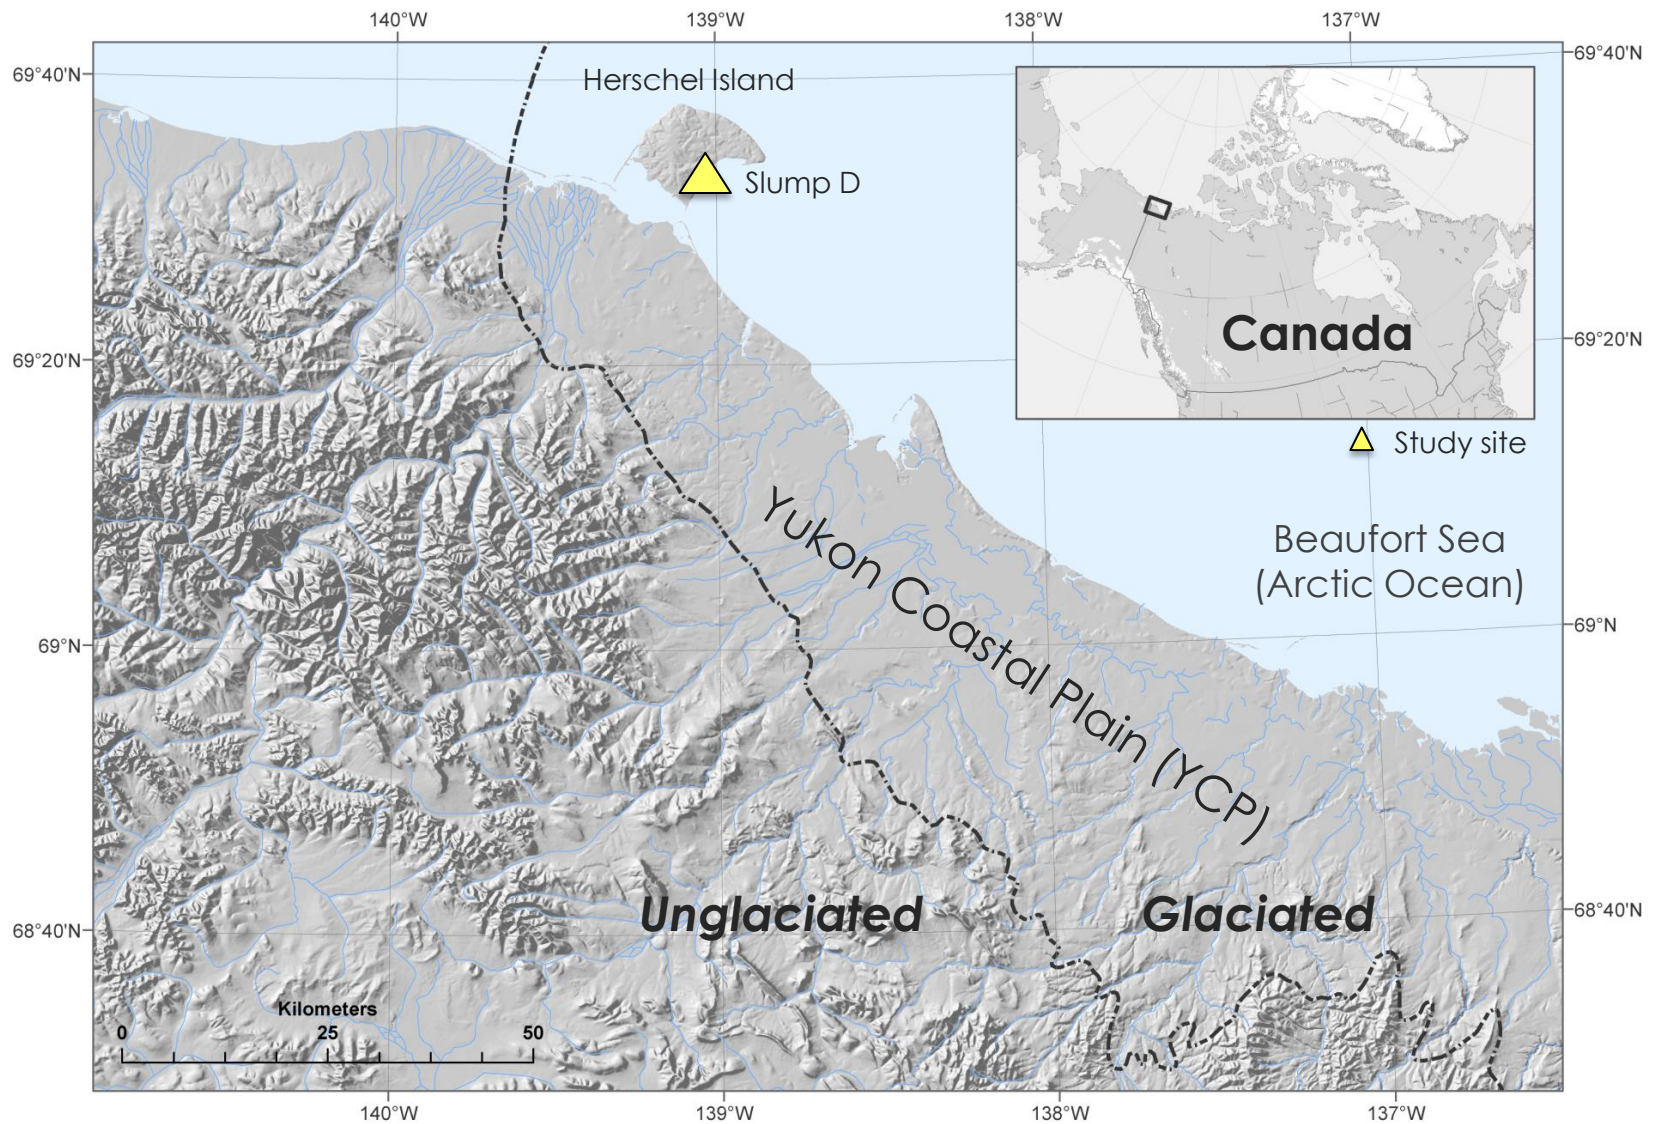 140°W
139°W
138°W
137°W
69°40'N
69°40'N
Herschel Island
Slump D
Canada
69°20'N
69°20'N
Study site
Beaufort Sea
(Arctic Ocean)
Yukon Coastal Plain (YCP)
69°N
69°N
Unglaciated
Glaciated
68°40'N
68°40'N
Kilometers
0
25
50
140°W
139°W
138°W
137°W